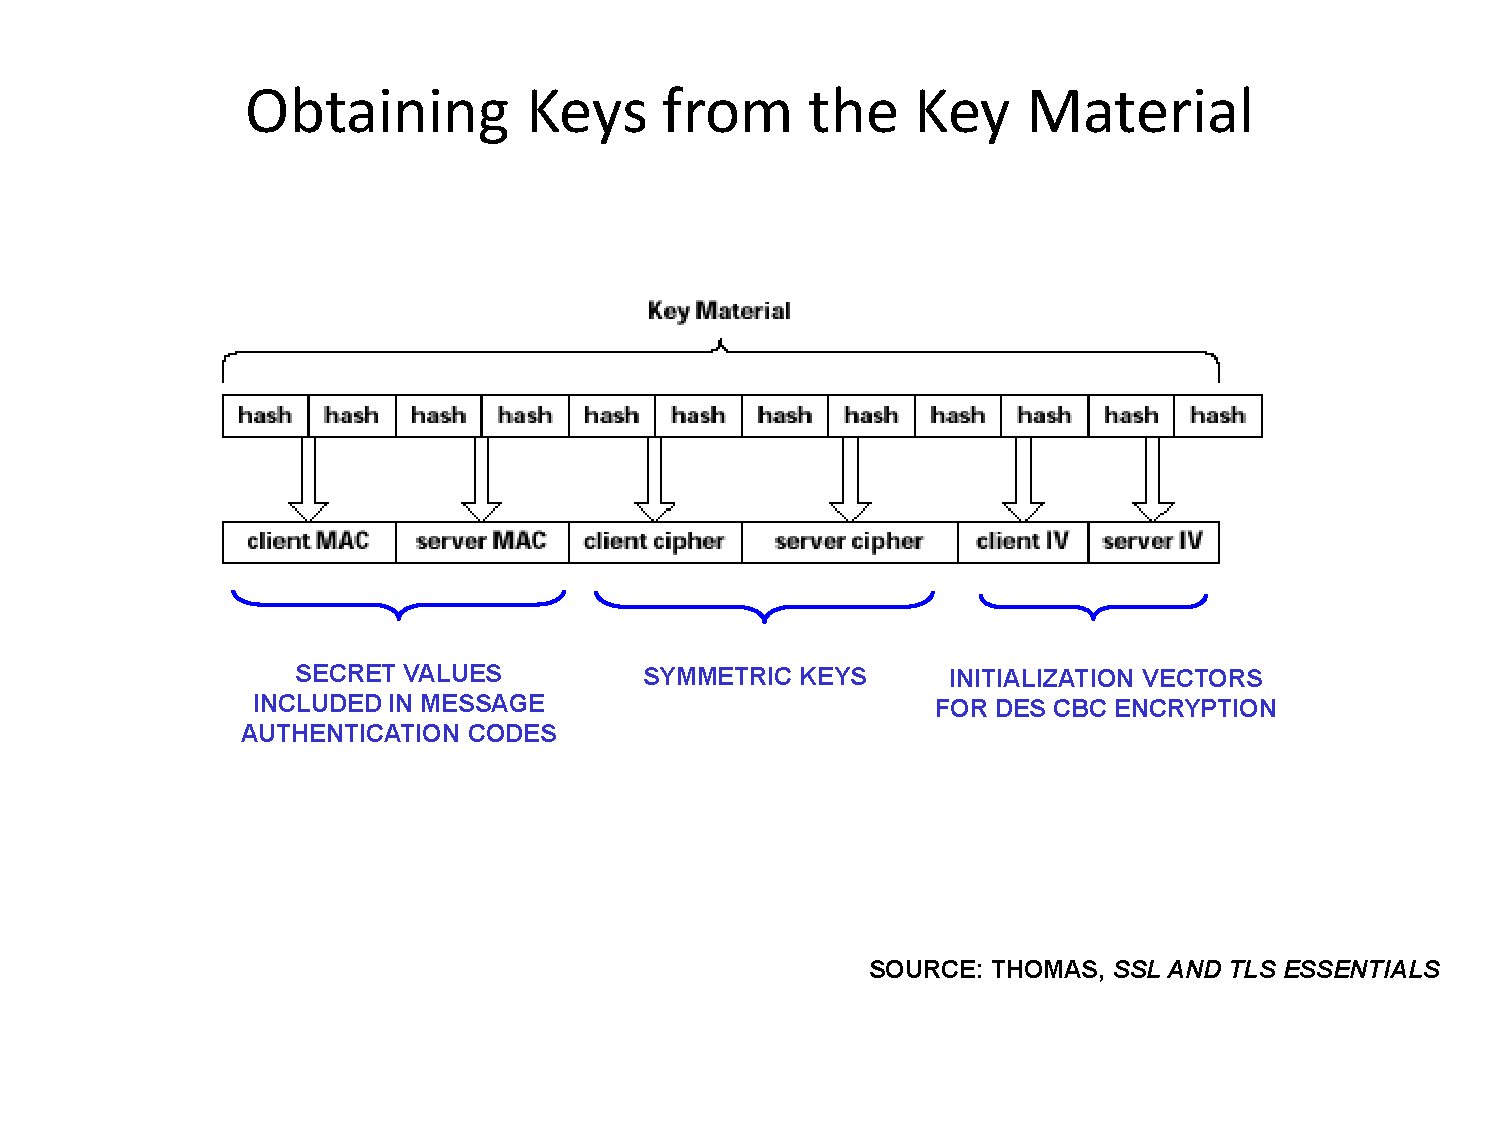 Obtaining Keys from the Key Material
Key Material
hash hash hash hash hash hash hash hash hash hash hash hash
client MAC server MAC client cipher server cipher client IV server IV
SECRET VALUES
INCLUDED IN MESSAGE
AUTHENTICATION CODES
SYMMETRIC KEYS
INITIALIZATION VECTORS
FOR DES CBC ENCRYPTION
SOURCE: THOMAS, SSL AND TLS ESSENTIALS